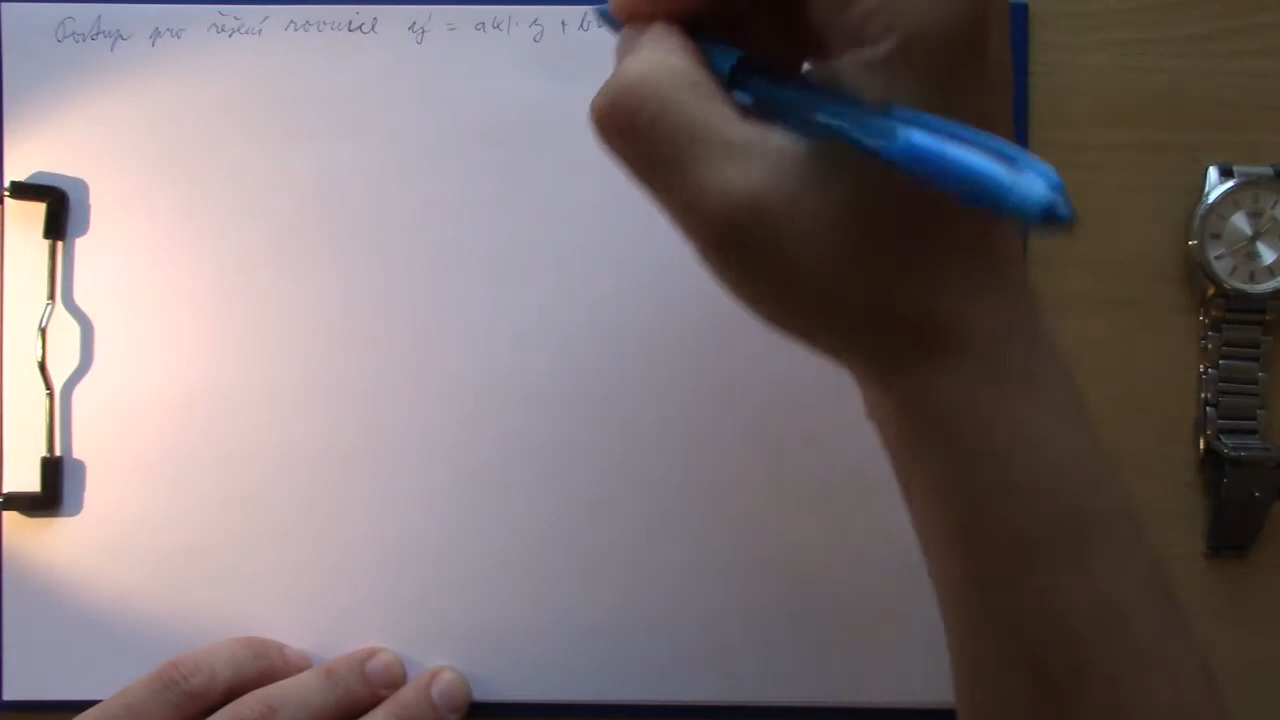 Postup pro řešení rovnice y' = a(x)·y + b(